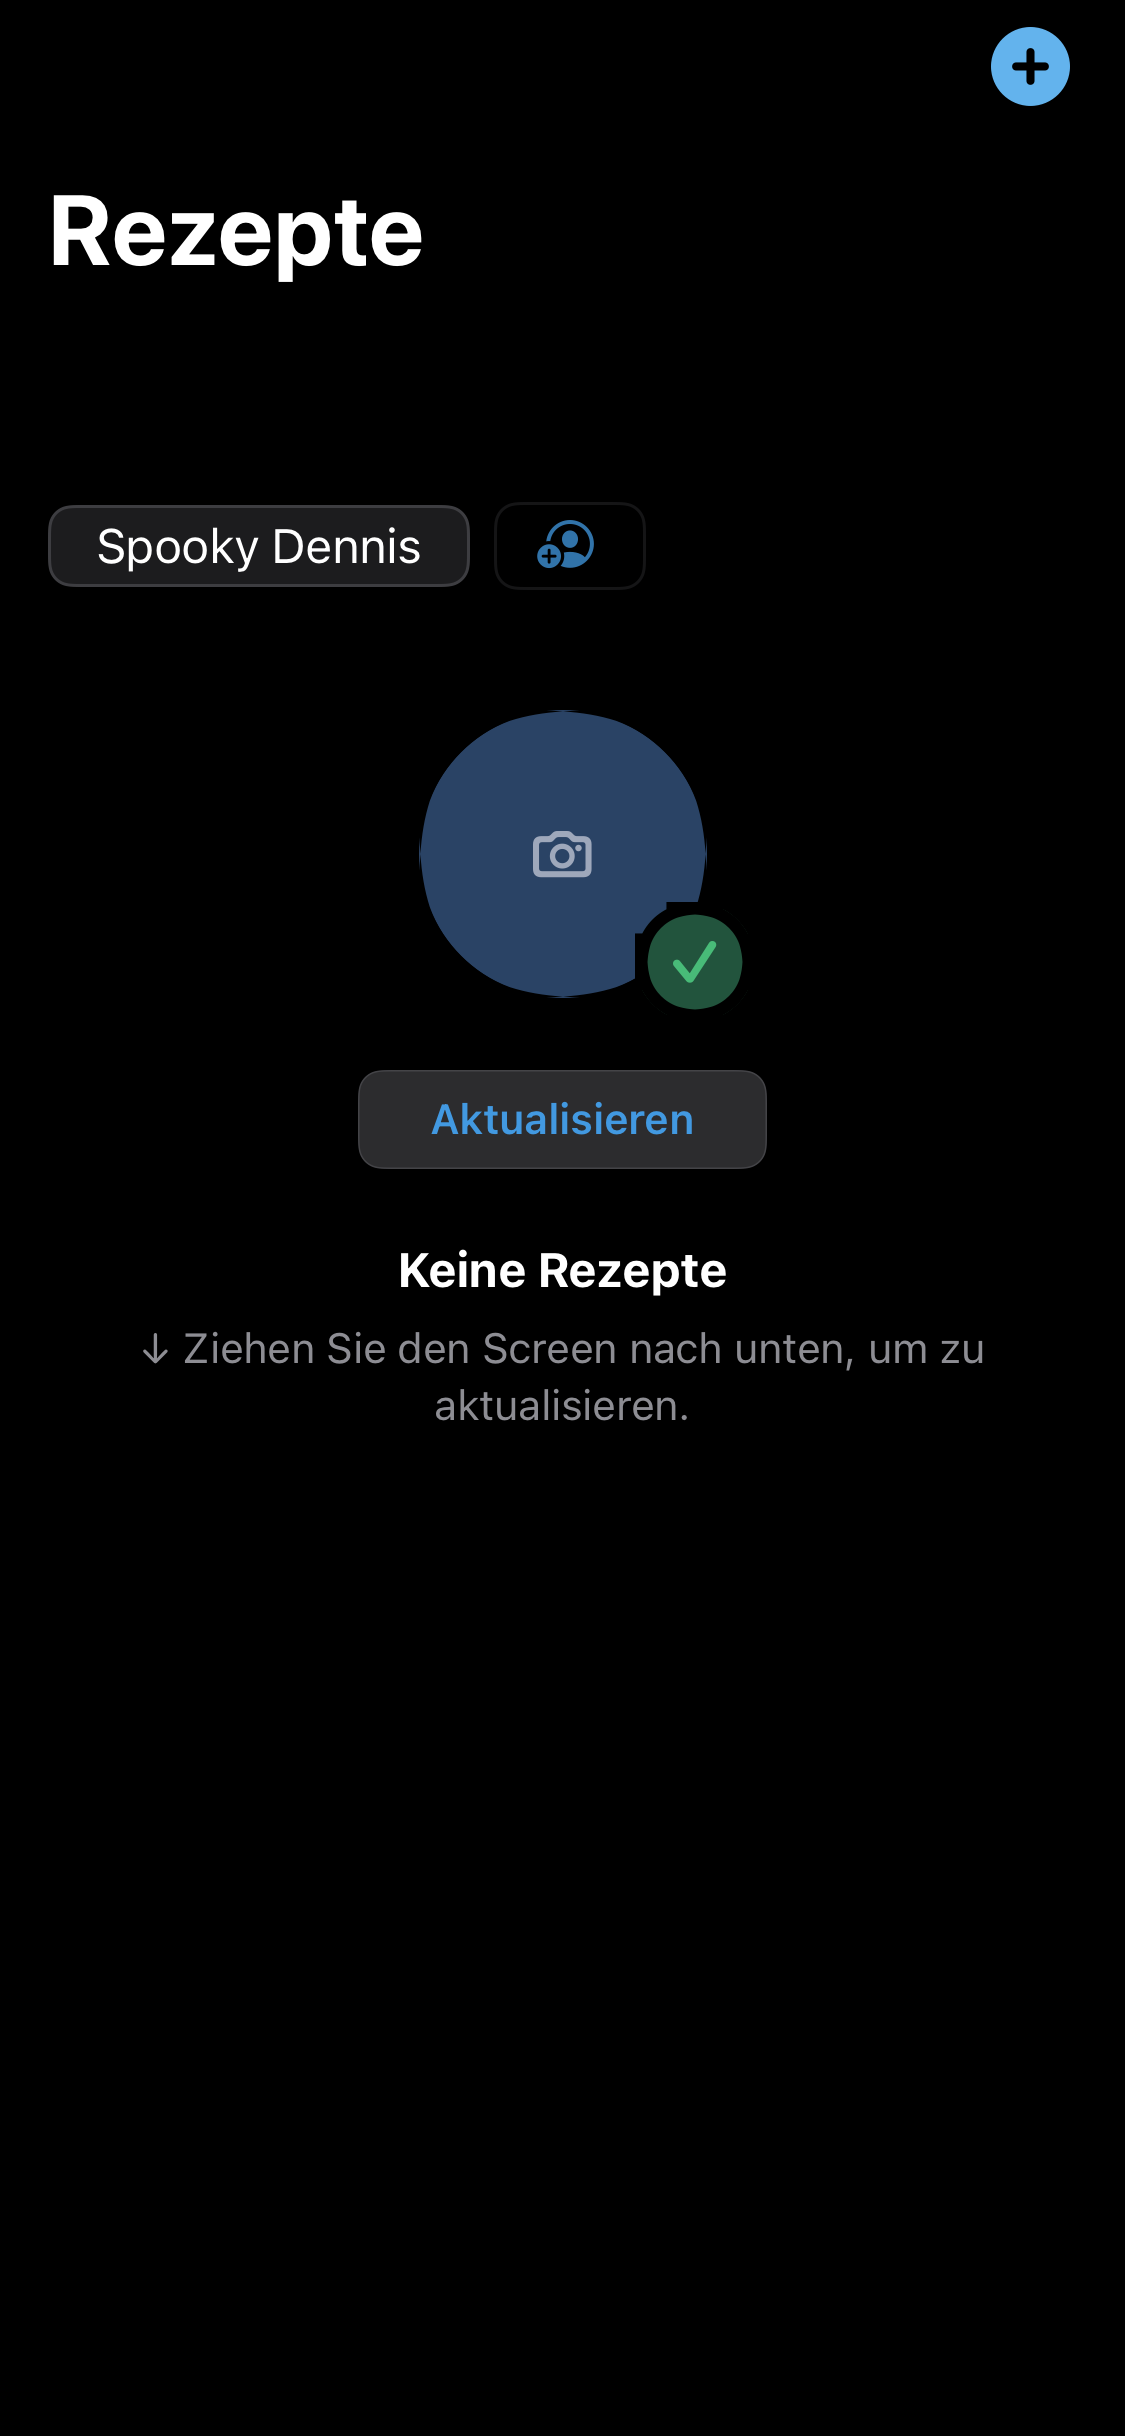 Rezepte
Spooky Dennis
Aktualisieren
Keine Rezepte
↓ Ziehen Sie den Screen nach unten, um zu
aktualisieren.